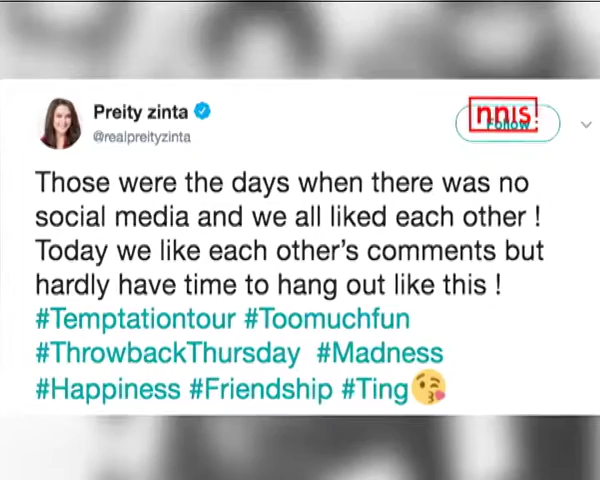 Preity zinta
@realpreityzinta
nnis
Follow
Those were the days when there was no
social media and we all liked each other !
Today we like each other's comments but
hardly have time to hang out like this !
#Temptationtour #Toomuchfun
#ThrowbackThursday #Madness
#Happiness #Friendship #Ting😘